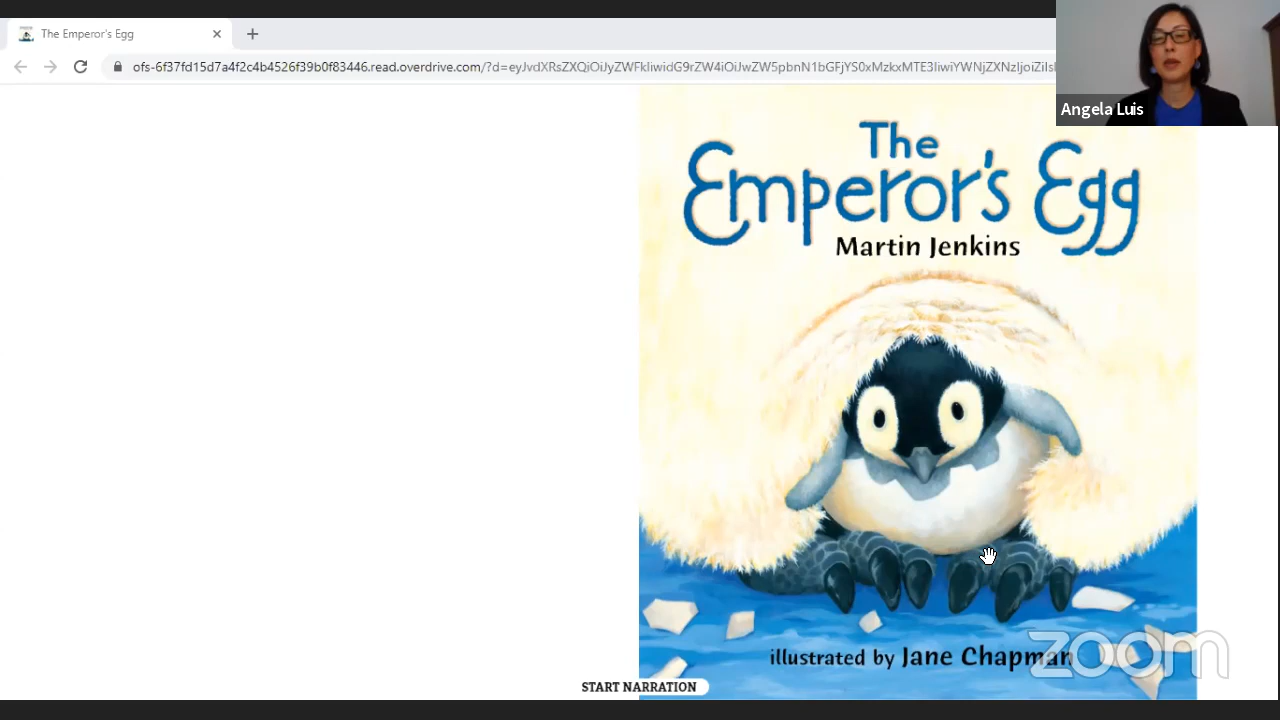 The Emperor's Egg
ofs-6f37fd15d7a4f2c4b4526f39b0f83446.read.overdrive.com
Angela Luis
The
Emperor's Egg
Martin Jenkins
illustrated by Jane Chapman
zoom
START NARRATION